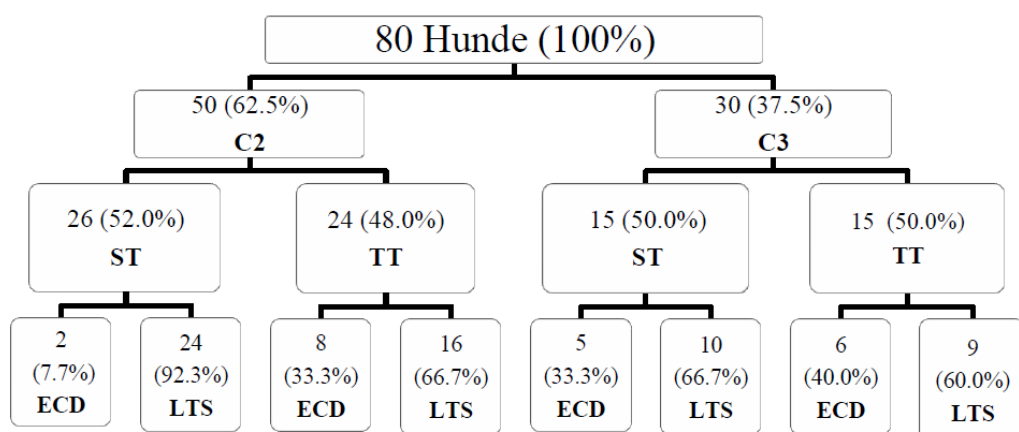 80 Hunde (100%)
50 (62.5%)
C2
30 (37.5%)
C3
26 (52.0%)
ST
24 (48.0%)
TT
15 (50.0%)
ST
15 (50.0%)
TT
2
(7.7%)
ECD
24
(92.3%)
LTS
8
(33.3%)
ECD
16
(66.7%)
LTS
5
(33.3%)
ECD
10
(66.7%)
LTS
6
(40.0%)
ECD
9
(60.0%)
LTS